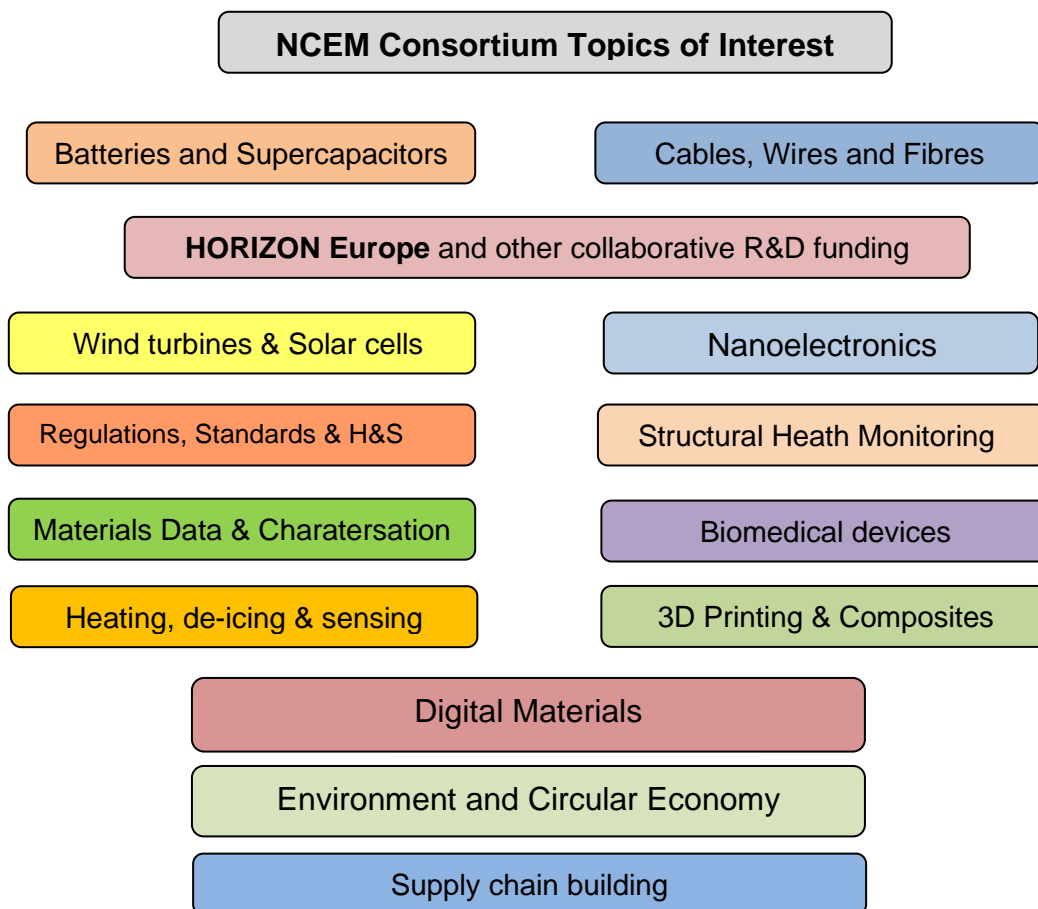 NCEM Consortium Topics of Interest
Batteries and Supercapacitors
Cables, Wires and Fibres
HORIZON Europe and other collaborative R&D funding
Wind turbines & Solar cells
Nanoelectronics
Regulations, Standards & H&S
Structural Heath Monitoring
Materials Data & Charatersation
Biomedical devices
Heating, de-icing & sensing
3D Printing & Composites
Digital Materials
Environment and Circular Economy
Supply chain building